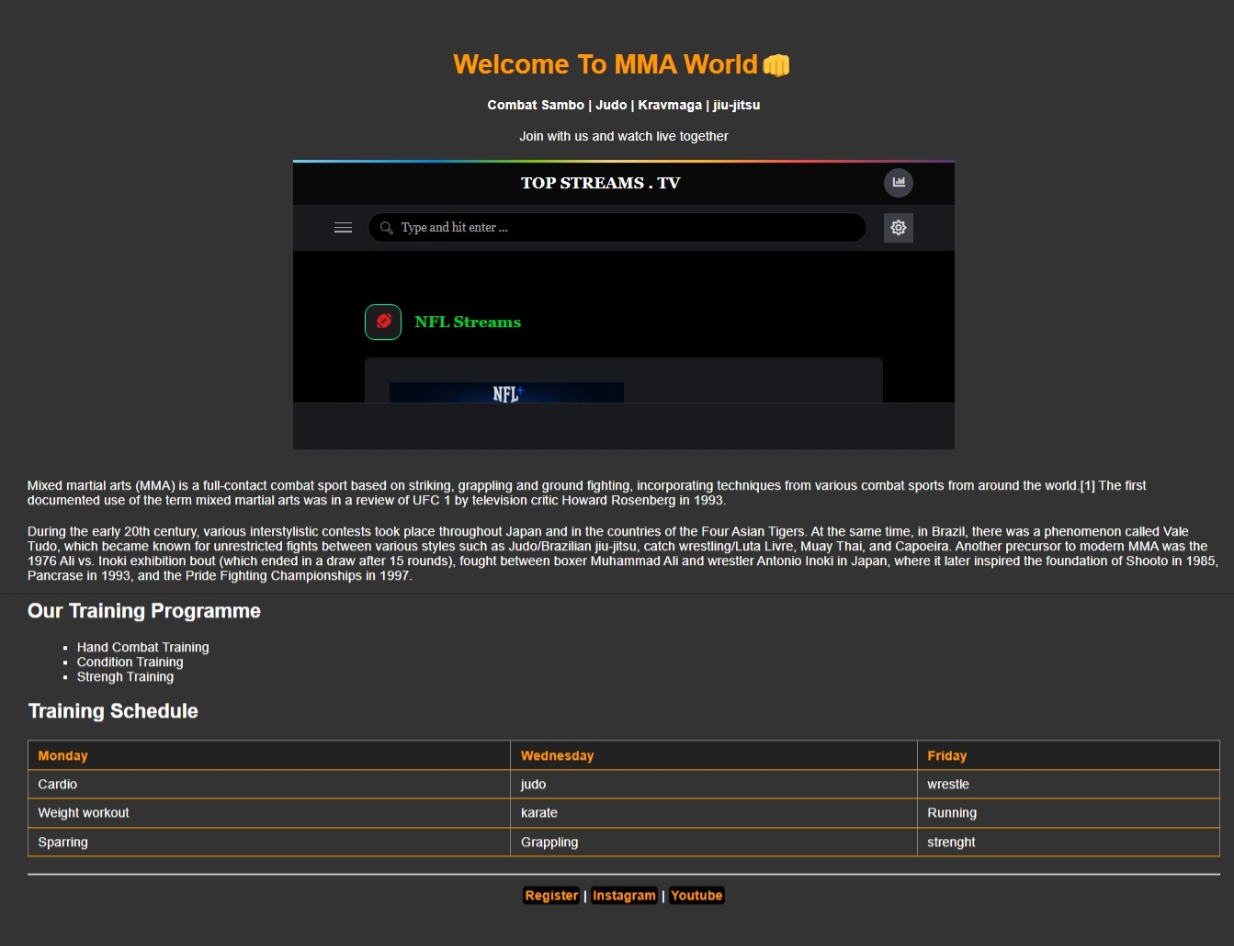 Welcome To MMA World👊
Combat Sambo | Judo | Kravmaga | jiu-jitsu
Join with us and watch live together
TOP STREAMS . TV
Type and hit enter ...
NFL Streams
NFL+
Mixed martial arts (MMA) is a full-contact combat sport based on striking, grappling and ground fighting, incorporating techniques from various combat sports from around the world.[1] The first
documented use of the term mixed martial arts was in a review of UFC 1 by television critic Howard Rosenberg in 1993.
During the early 20th century, various interstylistic contests took place throughout Japan and in the countries of the Four Asian Tigers. At the same time, in Brazil, there was a phenomenon called Vale
Tudo, which became known for unrestricted fights between various styles such as Judo/Brazilian jiu-jitsu, catch wrestling/Luta Livre, Muay Thai, and Capoeira. Another precursor to modern MMA was the
1976 Ali vs. Inoki exhibition bout (which ended in a draw after 15 rounds), fought between boxer Muhammad Ali and wrestler Antonio Inoki in Japan, where it later inspired the foundation of Shooto in 1985,
Pancrase in 1993, and the Pride Fighting Championships in 1997.
Our Training Programme
Hand Combat Training
Condition Training
Strengh Training
Training Schedule
Monday Wednesday Friday
Cardio judo wrestle
Weight workout karate Running
Sparring Grappling strenght
Register | Instagram | Youtube